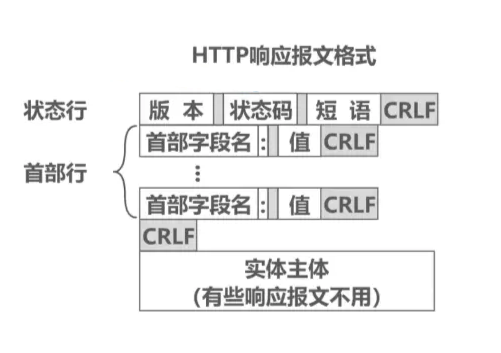 HTTP响应报文格式
状态行 版本 状态码 短语 CRLF
首部字段名: 值 CRLF
首部行 ⋮
首部字段名: 值 CRLF
CRLF
实体主体
(有些响应报文不用)